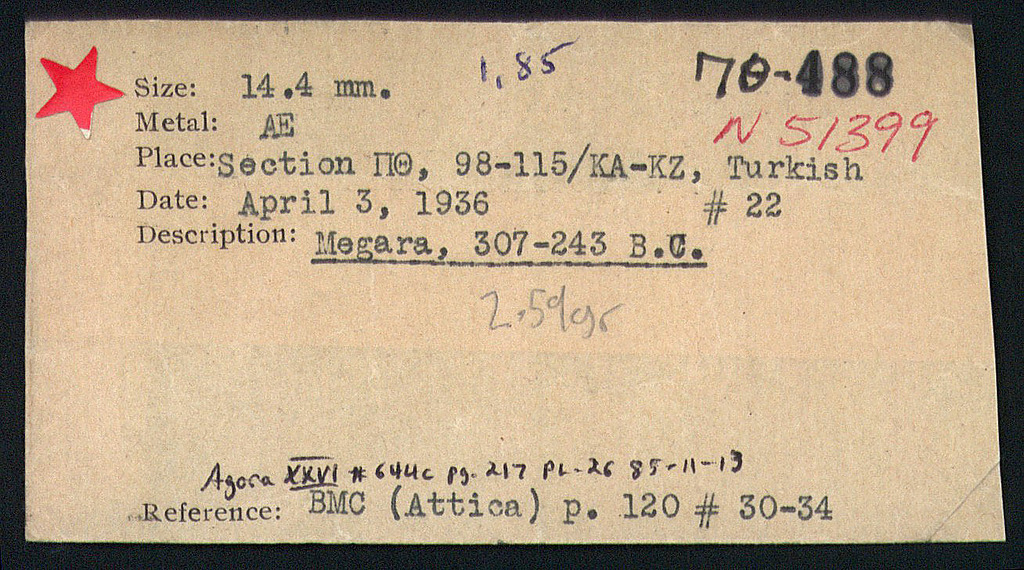 1,85 ΠΘ-488
Size: 14.4 mm.
N 51399
Metal: AE
Place: Section ΠΘ, 98-115/KA-KZ, Turkish
Date: April 3, 1936 # 22
Description: Megara, 307-243 B.C.
2.59gr
Agora XXVI # 644c pg. 217 PL-26 85-11-13
Reference: BMC (Attica) p. 120 # 30-34